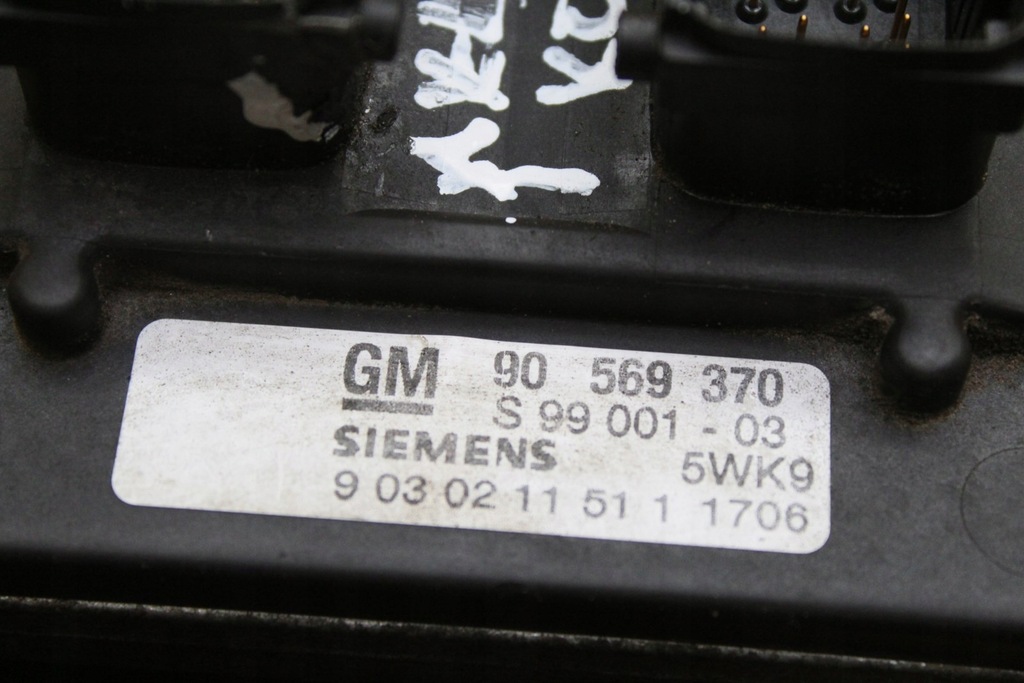 GM 90 569 370
S 99 001 - 03
SIEMENS 5WK9
9 03 02 11 51 1 1706